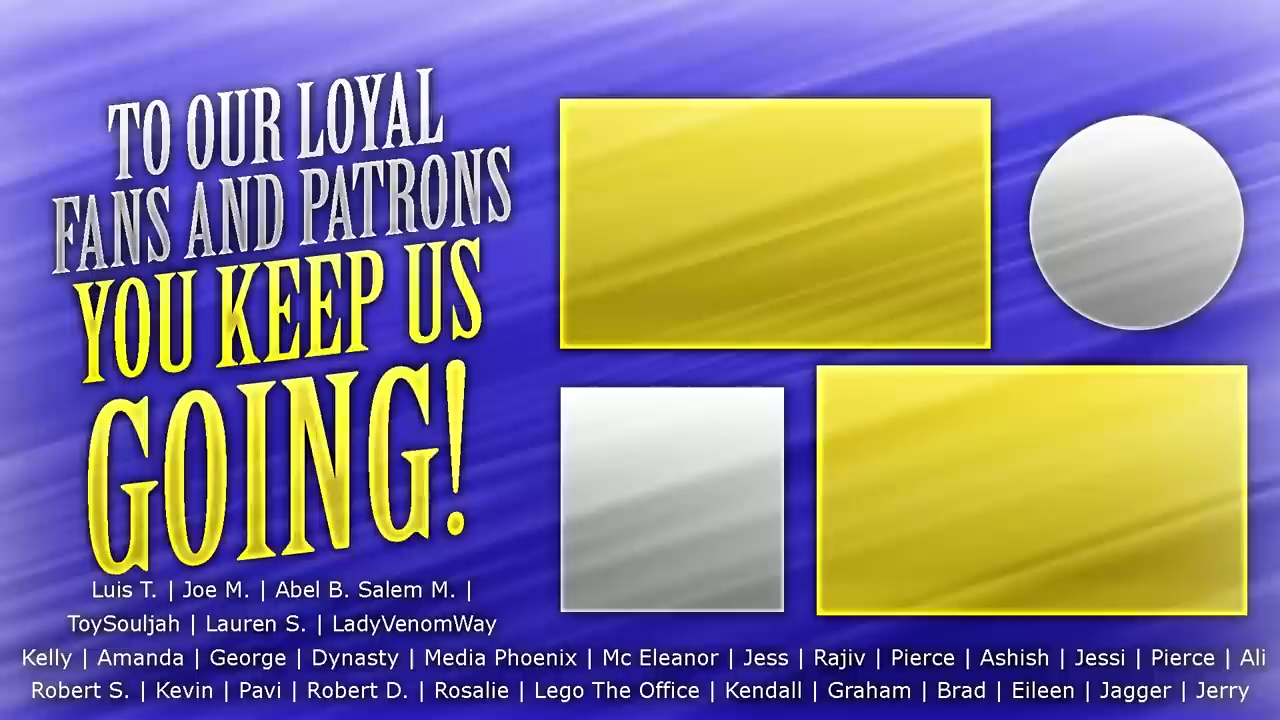 TO OUR LOYAL
FANS AND PATRONS
YOU KEEP US
GOING!
Luis T. | Joe M. | Abel B. Salem M. |
ToySouljah | Lauren S. | LadyVenomWay
Kelly | Amanda | George | Dynasty | Media Phoenix | Mc Eleanor | Jess | Rajiv | Pierce | Ashish | Jessi | Pierce | Ali
Robert S. | Kevin | Pavi | Robert D. | Rosalie | Lego The Office | Kendall | Graham | Brad | Eileen | Jagger | Jerry